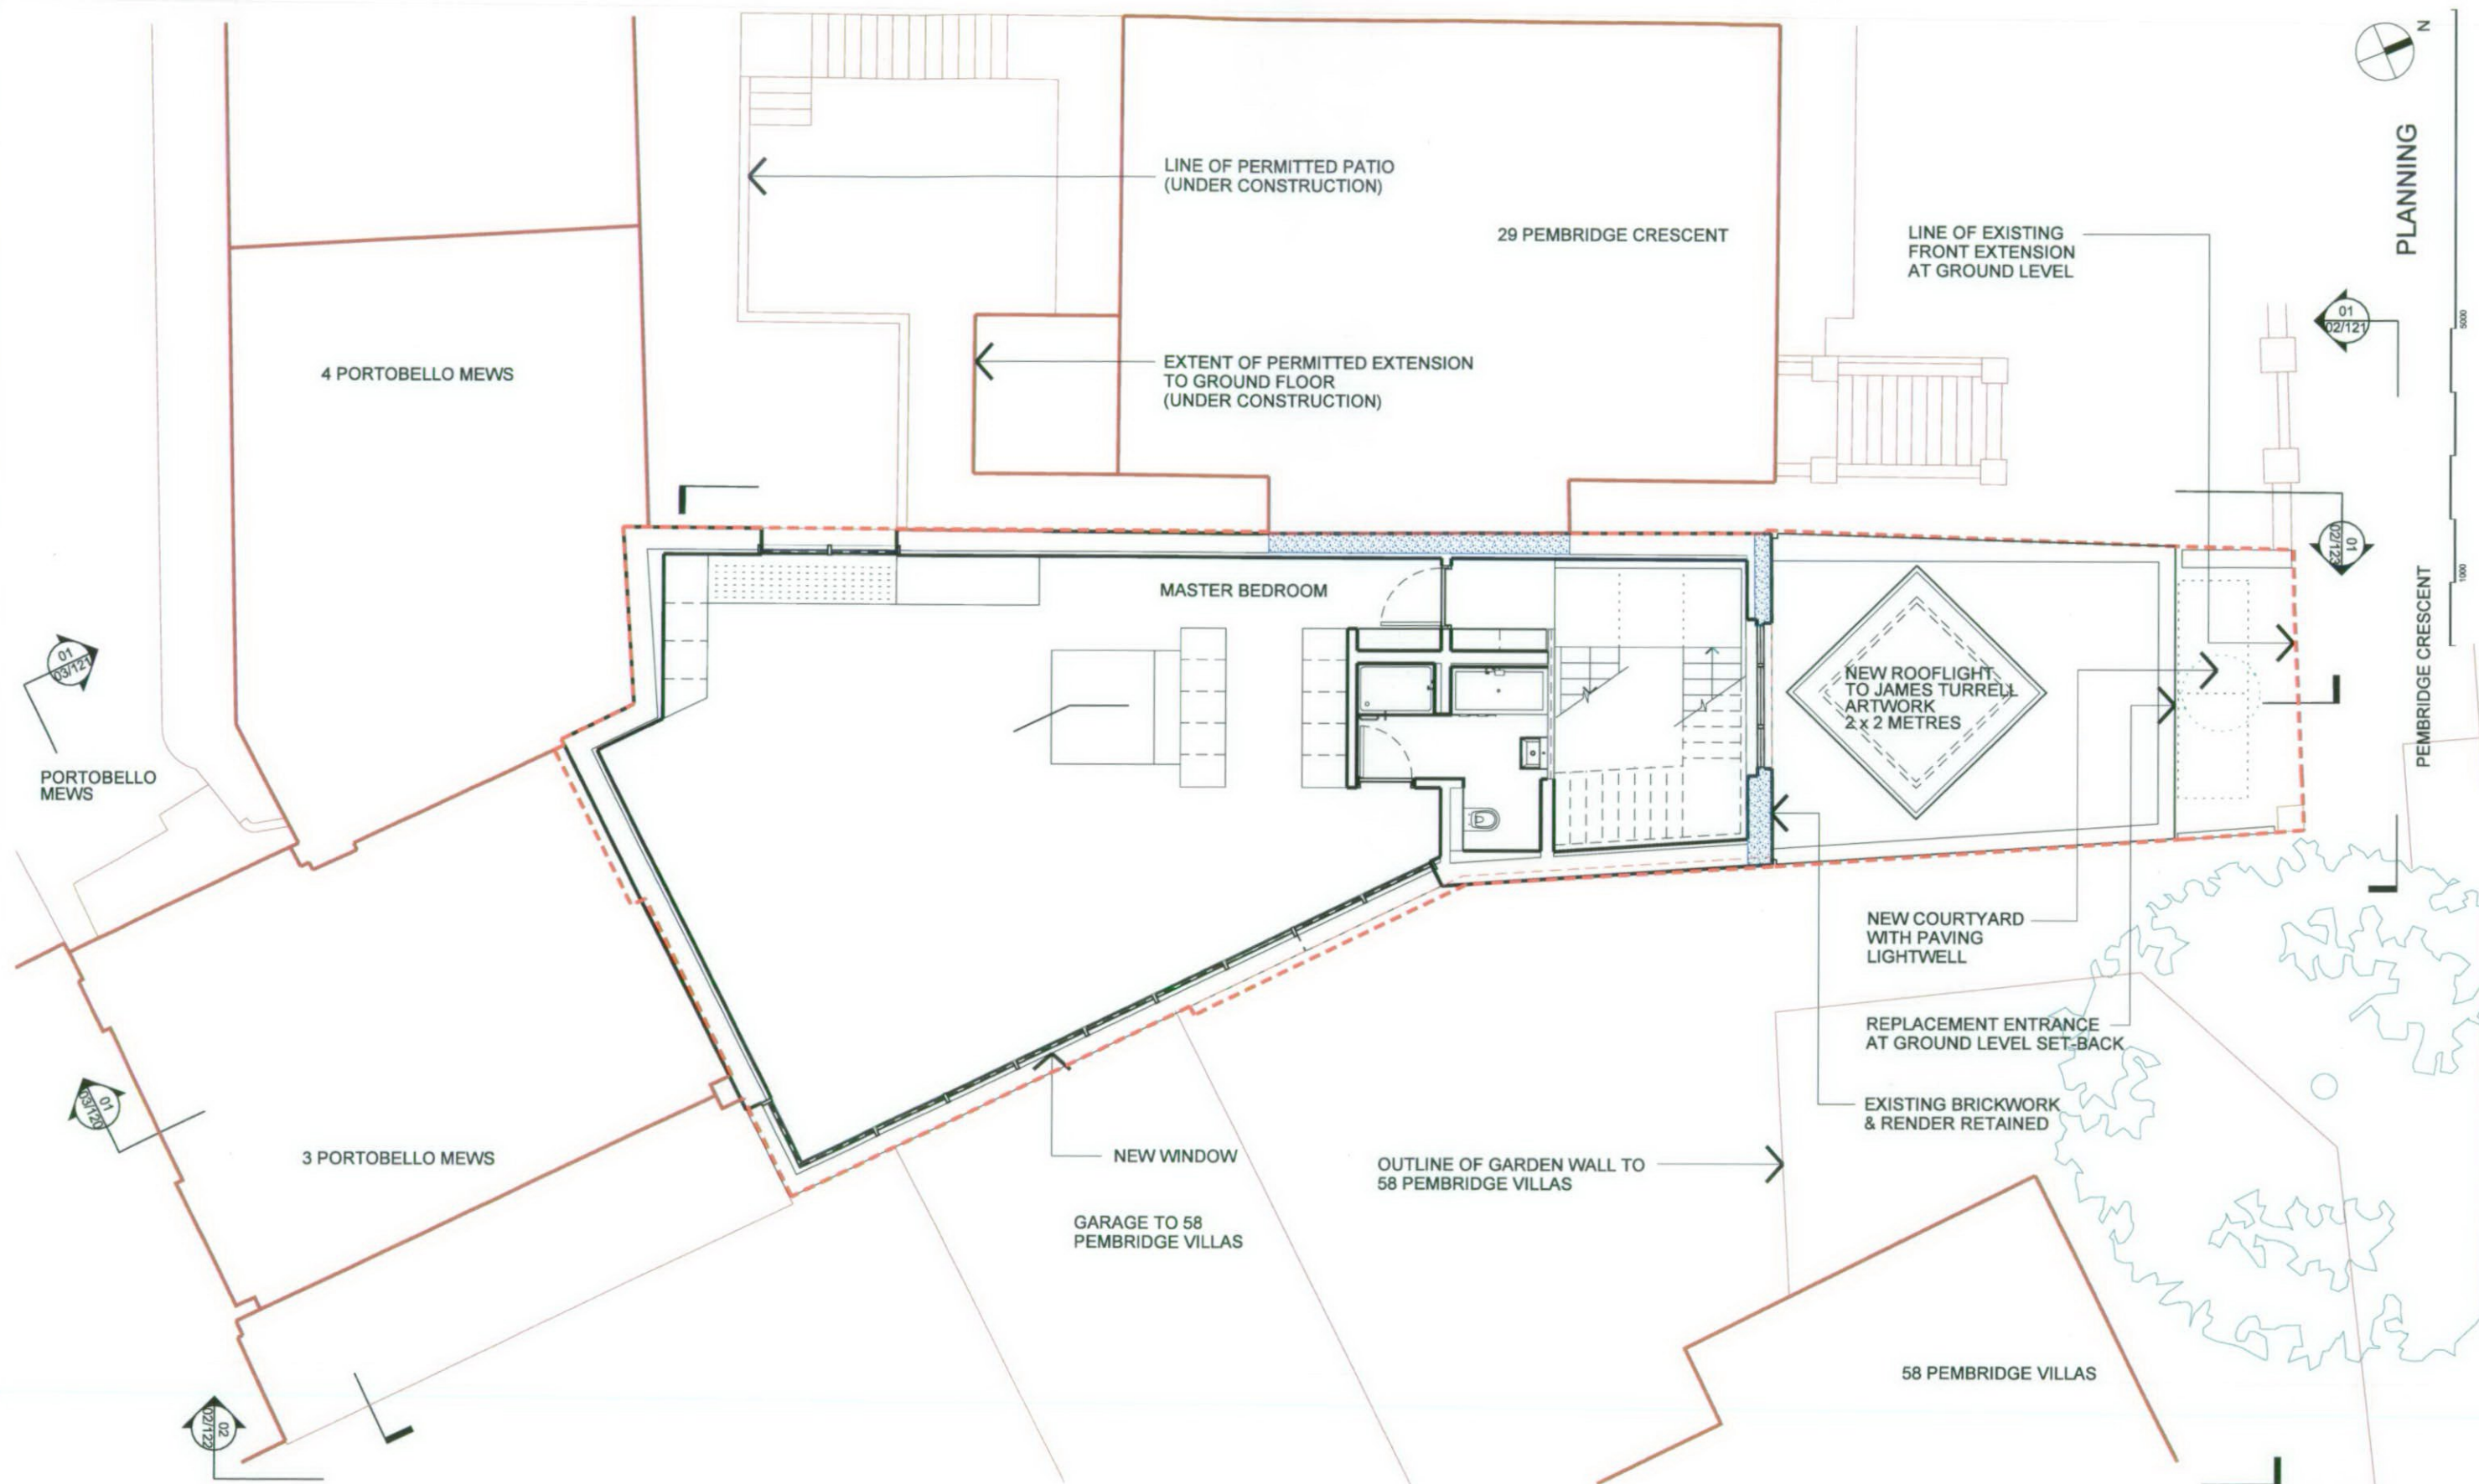 N
PLANNING
5000
1000
PEMBRIDGE CRESCENT
LINE OF PERMITTED PATIO
(UNDER CONSTRUCTION)
29 PEMBRIDGE CRESCENT
LINE OF EXISTING
FRONT EXTENSION
AT GROUND LEVEL
01
02/121
4 PORTOBELLO MEWS
EXTENT OF PERMITTED EXTENSION
TO GROUND FLOOR
(UNDER CONSTRUCTION)
01
02/123
MASTER BEDROOM
01
03/121
PORTOBELLO
MEWS
NEW ROOFLIGHT
TO JAMES TURRELL
ARTWORK
2 x 2 METRES
NEW COURTYARD
WITH PAVING
LIGHTWELL
REPLACEMENT ENTRANCE
AT GROUND LEVEL SET-BACK
EXISTING BRICKWORK
& RENDER RETAINED
01
03/120
3 PORTOBELLO MEWS
NEW WINDOW
OUTLINE OF GARDEN WALL TO
58 PEMBRIDGE VILLAS
GARAGE TO 58
PEMBRIDGE VILLAS
58 PEMBRIDGE VILLAS
02
02/122